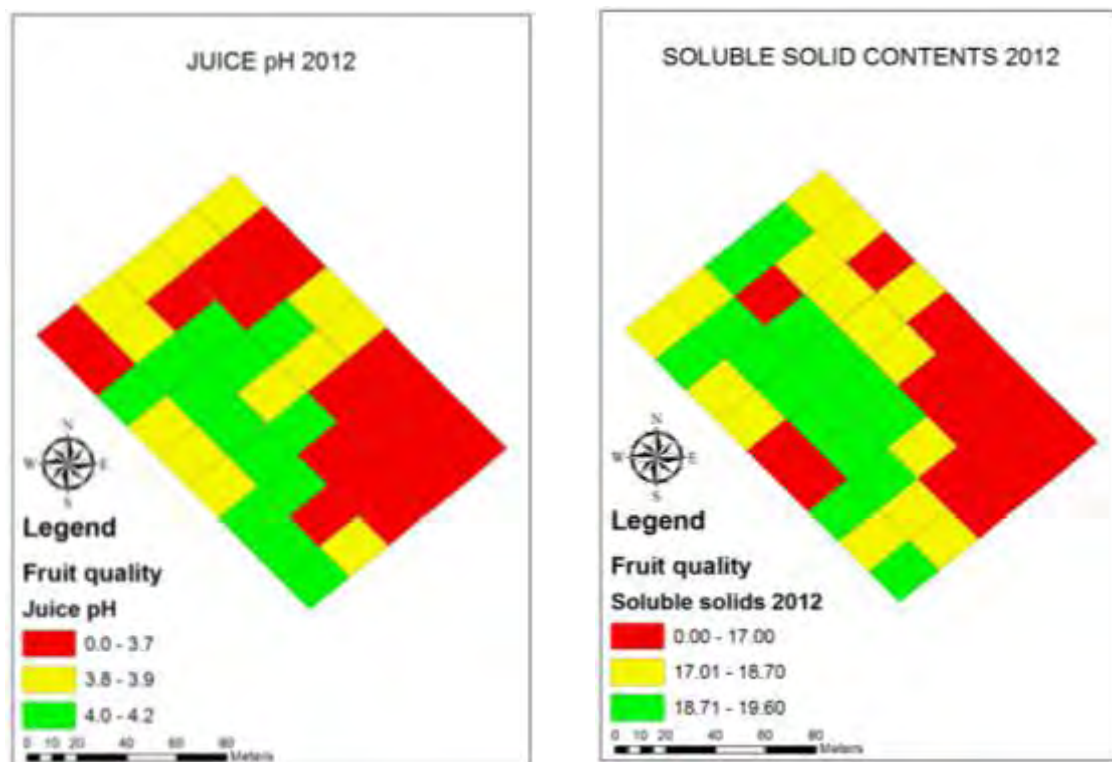 JUICE pH 2012
N
W E
S
Legend
Fruit quality
Juice pH
0.0 - 3.7
3.8 - 3.9
4.0 - 4.2
0 10 20 40 60 80
Meters
SOLUBLE SOLID CONTENTS 2012
N
W E
S
Legend
Fruit quality
Soluble solids 2012
0.00 - 17.00
17.01 - 18.70
18.71 - 19.60
0 10 20 40 60 80
Meters